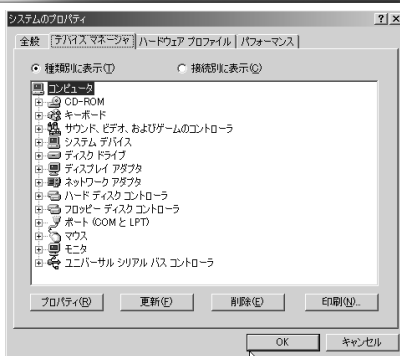 システムのプロパティ
全般 デバイス マネージャ ハードウェア プロファイル パフォーマンス
種類別に表示(T) 接続別に表示(C)
コンピュータ
CD-ROM
キーボード
サウンド、ビデオ、およびゲームのコントローラ
システム デバイス
ディスク ドライブ
ディスプレイ アダプタ
ネットワーク アダプタ
ハード ディスク コントローラ
フロッピー ディスク コントローラ
ポート (COM と LPT)
マウス
モニタ
ユニバーサル シリアル バス コントローラ
プロパティ(R) 更新(F) 削除(E) 印刷(N)...
OK キャンセル